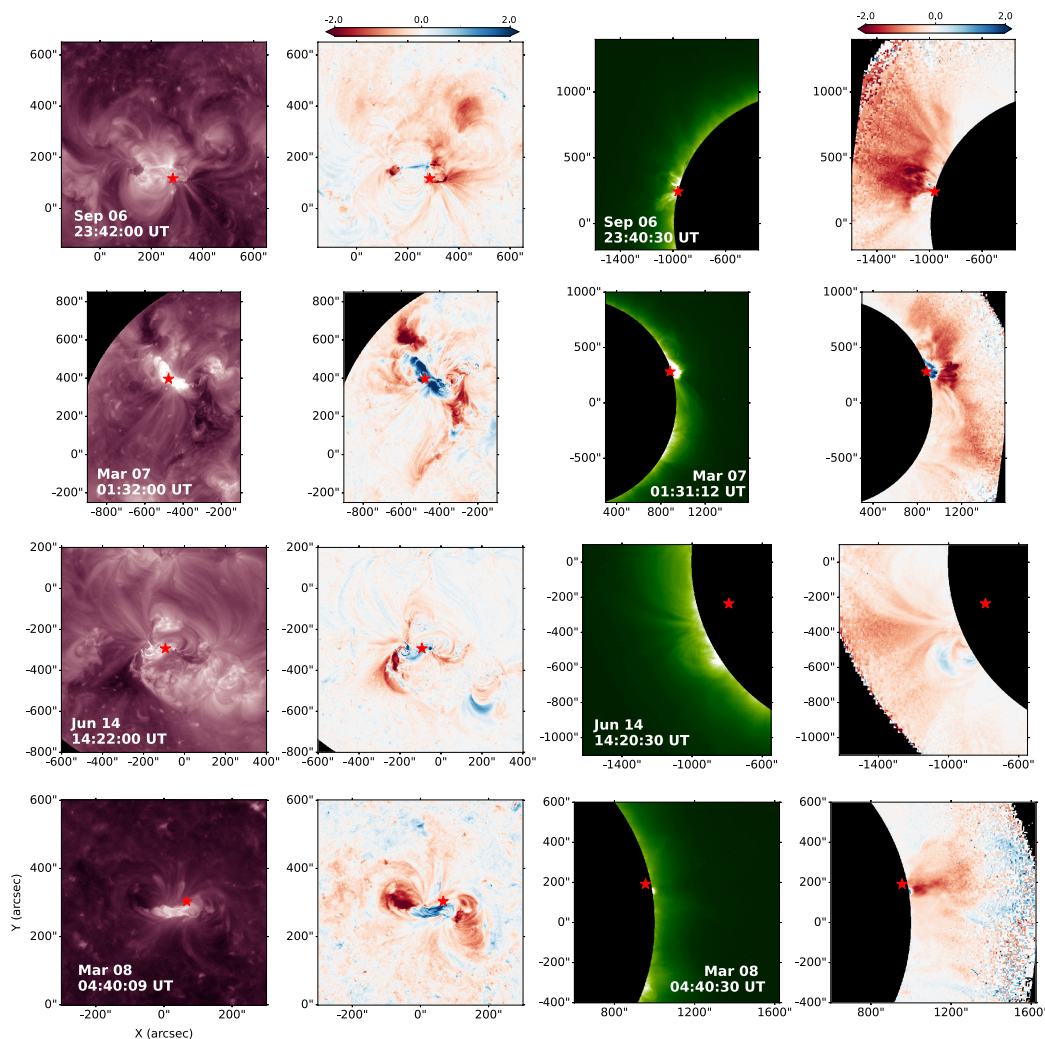 -2.0 0.0 2.0
-2.0 0.0 2.0
600" 400" 200" 0"
Sep 06
23:42:00 UT
0" 200" 400" 600"
600" 400" 200" 0"
0" 200" 400" 600"
1000" 500" 0"
Sep 06
23:40:30 UT
-1400" -1000" -600"
1000" 500" 0"
-1400" -1000" -600"
800" 600" 400" 200" 0" -200"
Mar 07
01:32:00 UT
-800" -600" -400" -200"
800" 600" 400" 200" 0" -200"
-800" -600" -400" -200"
1000" 500" 0" -500"
Mar 07
01:31:12 UT
400" 800" 1200"
1000" 500" 0" -500"
400" 800" 1200"
200" 0" -200" -400" -600" -800"
Jun 14
14:22:00 UT
-600" -400" -200" 0" 200" 400"
200" 0" -200" -400" -600" -800"
-600" -400" -200" 0" 200" 400"
0" -200" -400" -600" -800" -1000"
Jun 14
14:20:30 UT
-1400" -1000" -600"
0" -200" -400" -600" -800" -1000"
-1400" -1000" -600"
600" 400" 200" 0"
Mar 08
04:40:09 UT
-200" 0" 200"
Y (arcsec)
X (arcsec)
600" 400" 200" 0"
-200" 0" 200"
600" 400" 200" 0" -200" -400"
Mar 08
04:40:30 UT
800" 1200" 1600"
600" 400" 200" 0" -200" -400"
800" 1200" 1600"